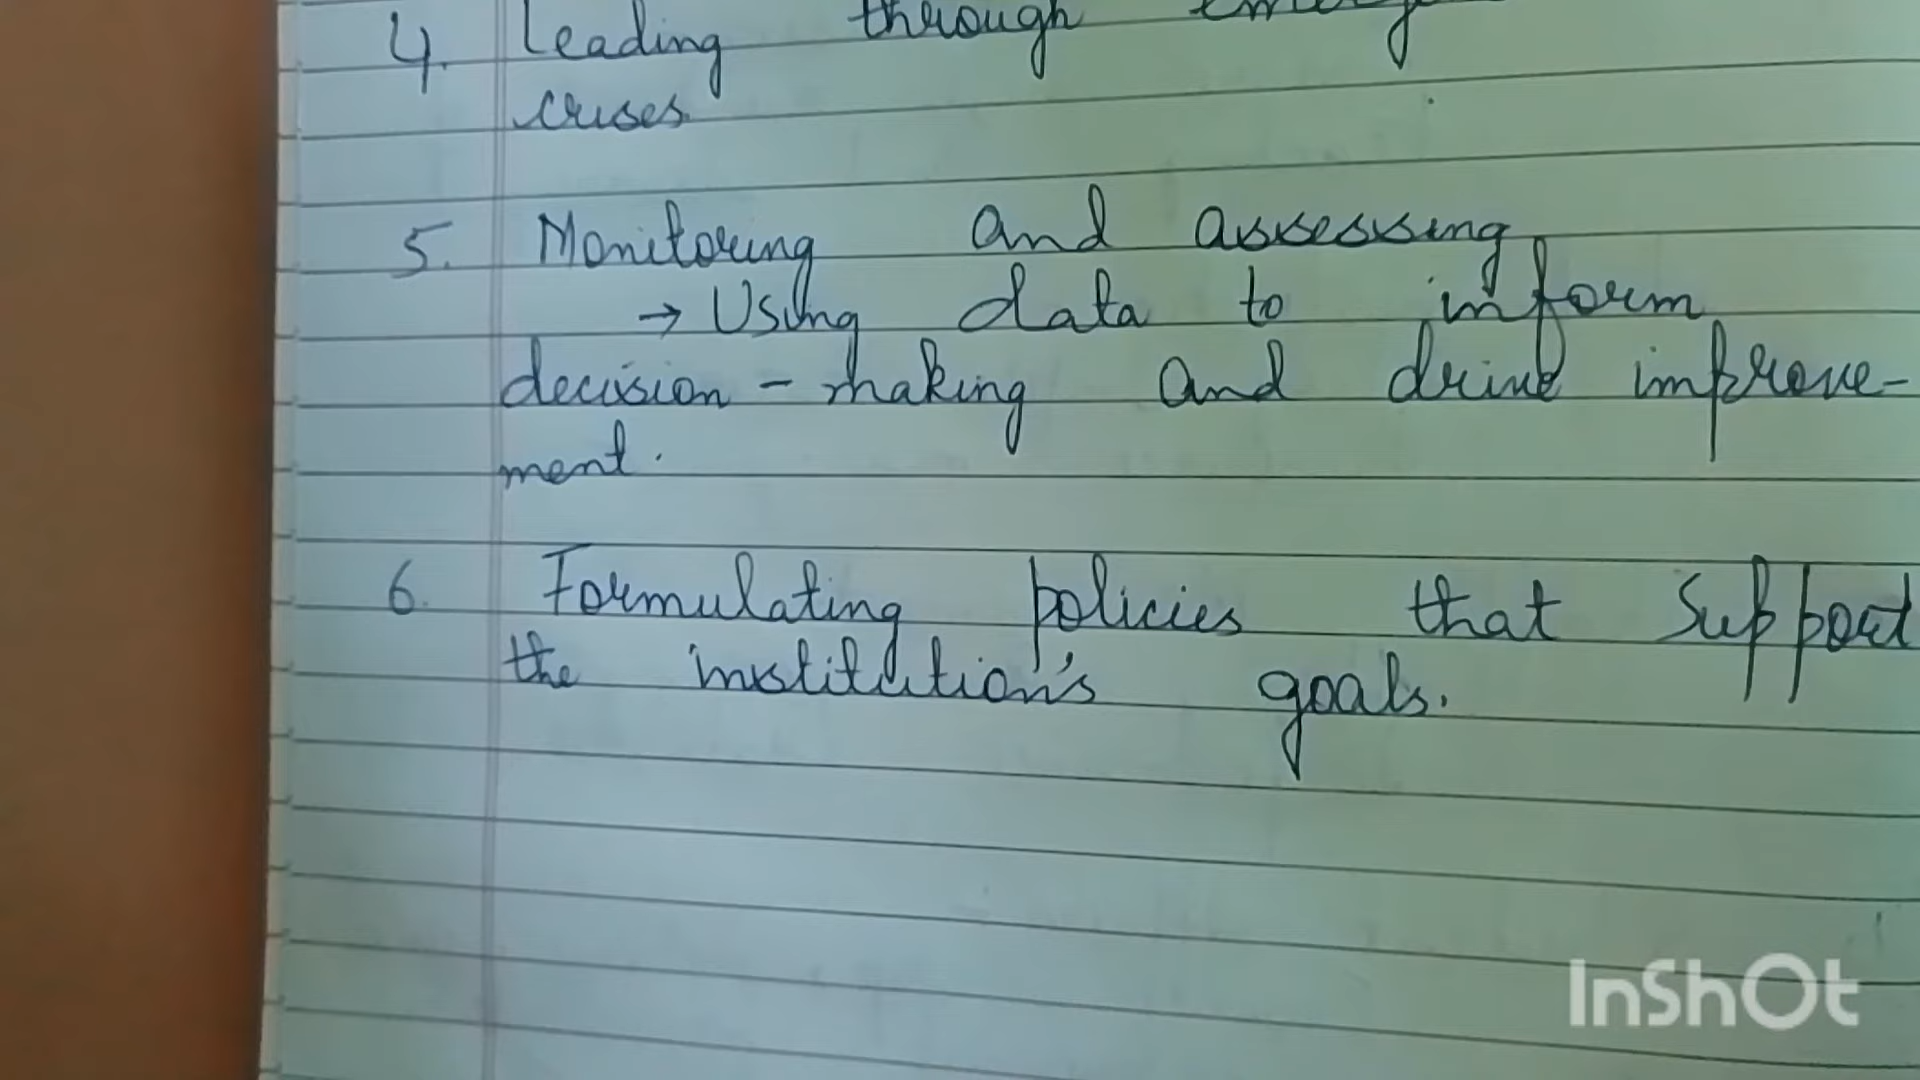 4. Leading through
crises.
5. Monitoring and assessing
→ Using data to inform
decision - making and drive improve-
ment.
6. Formulating policies that Support
the institution's goals.
InShOt